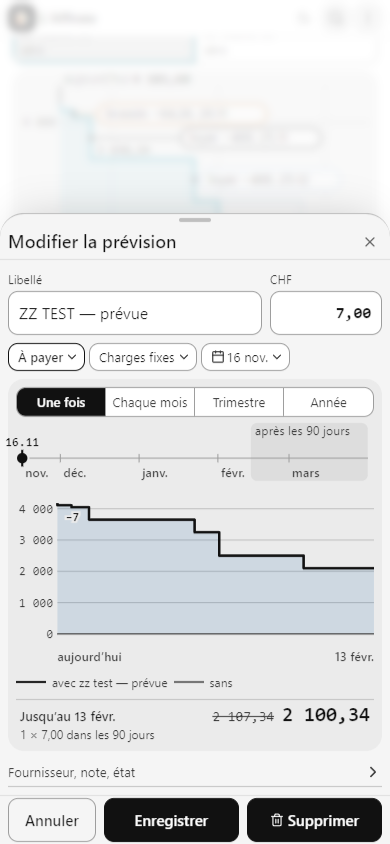 Modifier la prévision
Libellé
CHF
ZZ TEST — prévue
7,00
À payer
Charges fixes
16 nov.
Une fois
Chaque mois
Trimestre
Année
après les 90 jours
16.11
nov. déc. janv. févr. mars
4 000
−7
3 000
2 000
1 000
0
aujourd'hui
13 févr.
avec zz test — prévue
sans
Jusqu'au 13 févr.
2 107,34 2 100,34
1 × 7,00 dans les 90 jours
Fournisseur, note, état
Annuler
Enregistrer
Supprimer